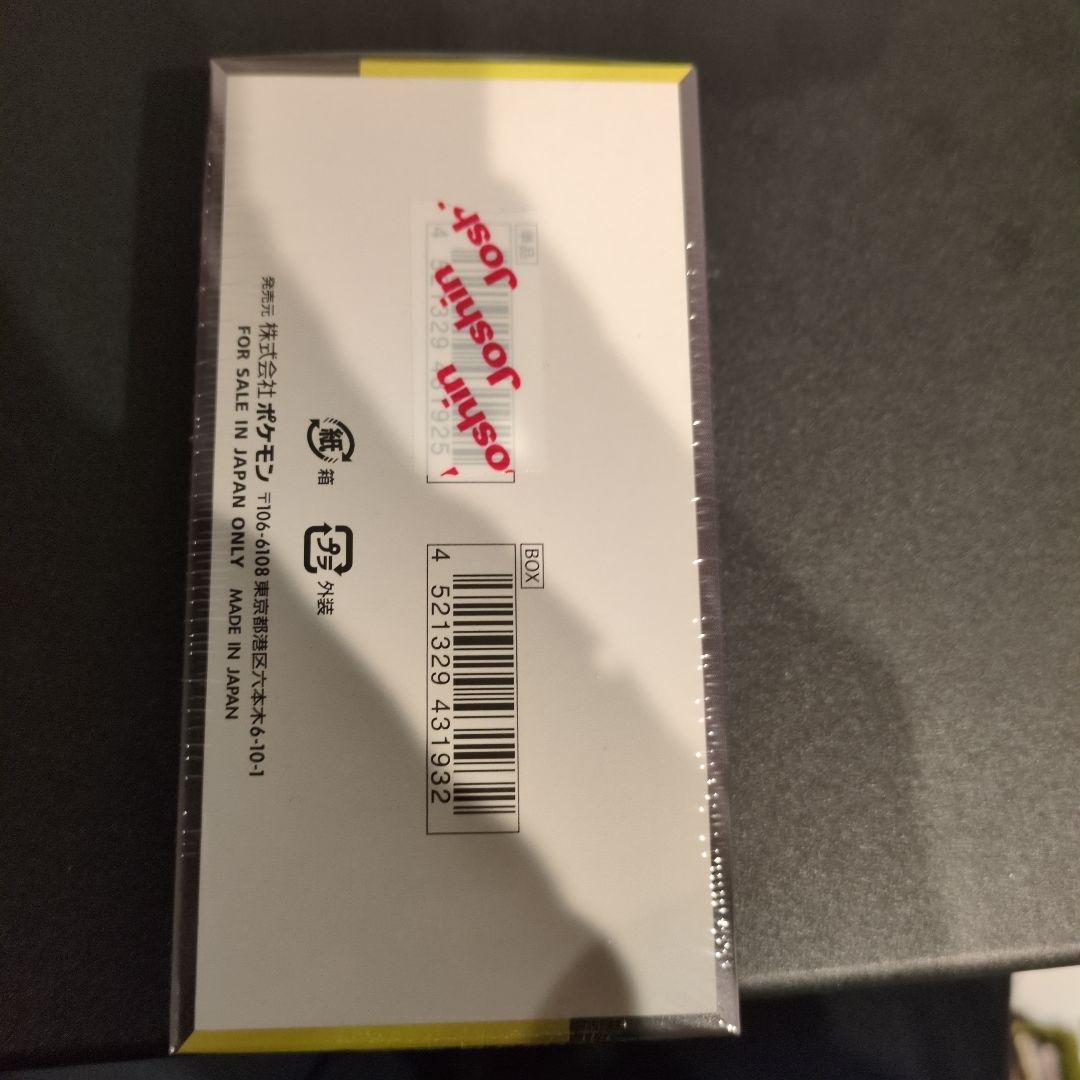 単品
4 521329 431925
Josh
Joshin
oshin
BOX
4 521329 431932
紙 箱
プラ 外装
発売元 株式会社ポケモン 〒106-6108 東京都港区六本木6-10-1
FOR SALE IN JAPAN ONLY MADE IN JAPAN